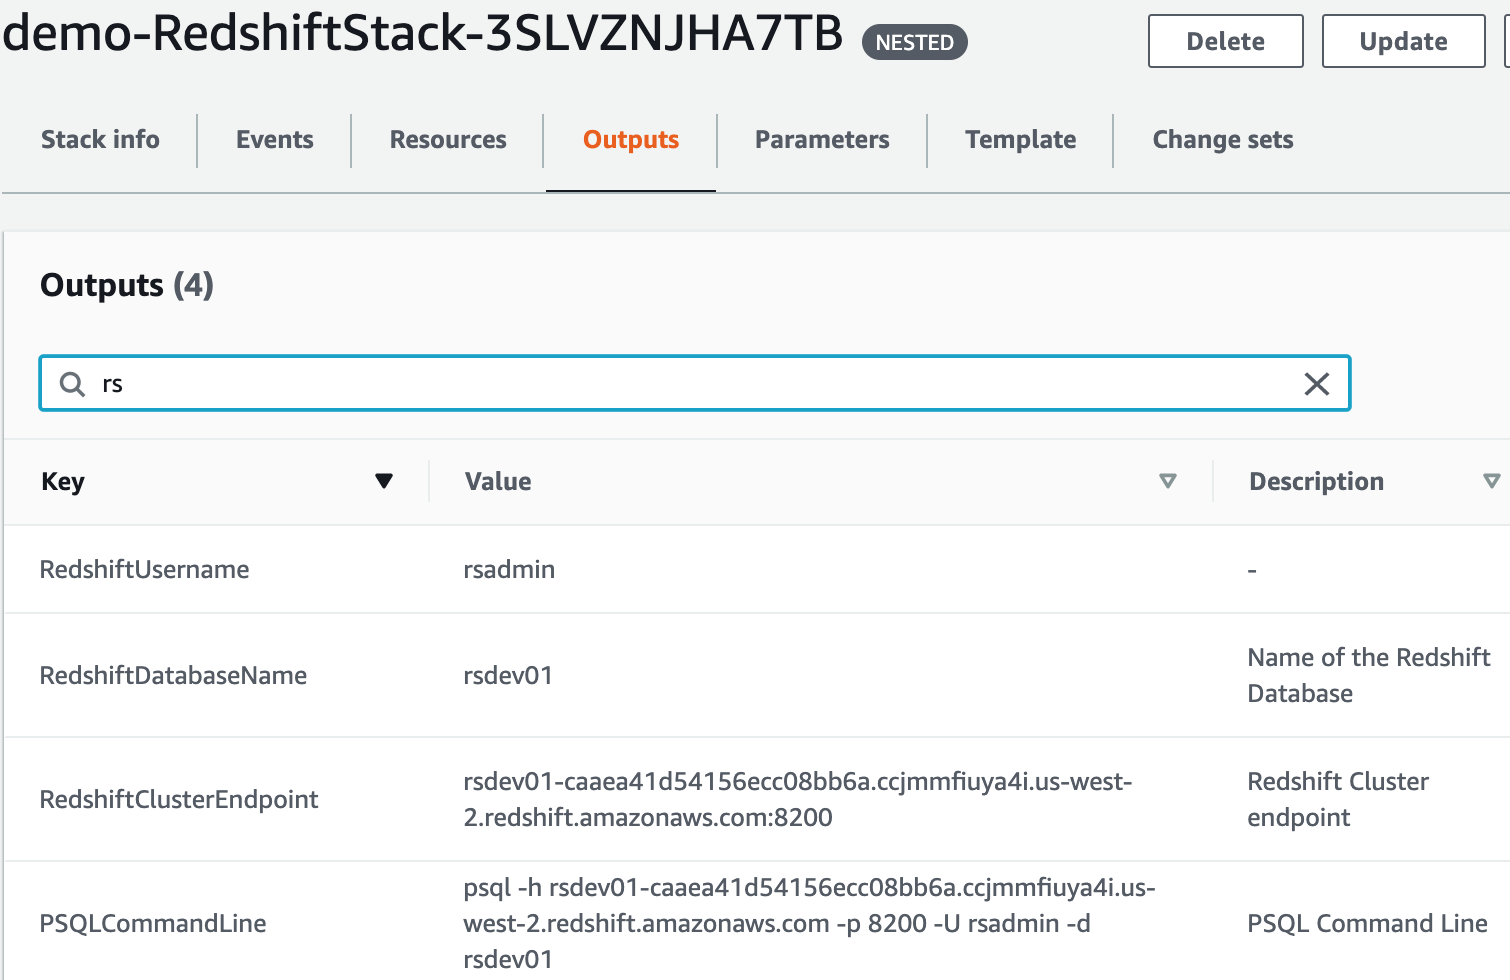 demo-RedshiftStack-3SLVZNJHA7TB NESTED Delete Update
Stack info Events Resources Outputs Parameters Template Change sets
Outputs (4)
rs
Key Value Description
RedshiftUsername rsadmin -
RedshiftDatabaseName rsdev01 Name of the Redshift
Database
RedshiftClusterEndpoint rsdev01-caaea41d54156ecc08bb6a.ccjmmfiuya4i.us-west- Redshift Cluster
2.redshift.amazonaws.com:8200 endpoint
psql -h rsdev01-caaea41d54156ecc08bb6a.ccjmmfiuya4i.us-
PSQLCommandLine west-2.redshift.amazonaws.com -p 8200 -U rsadmin -d PSQL Command Line
rsdev01